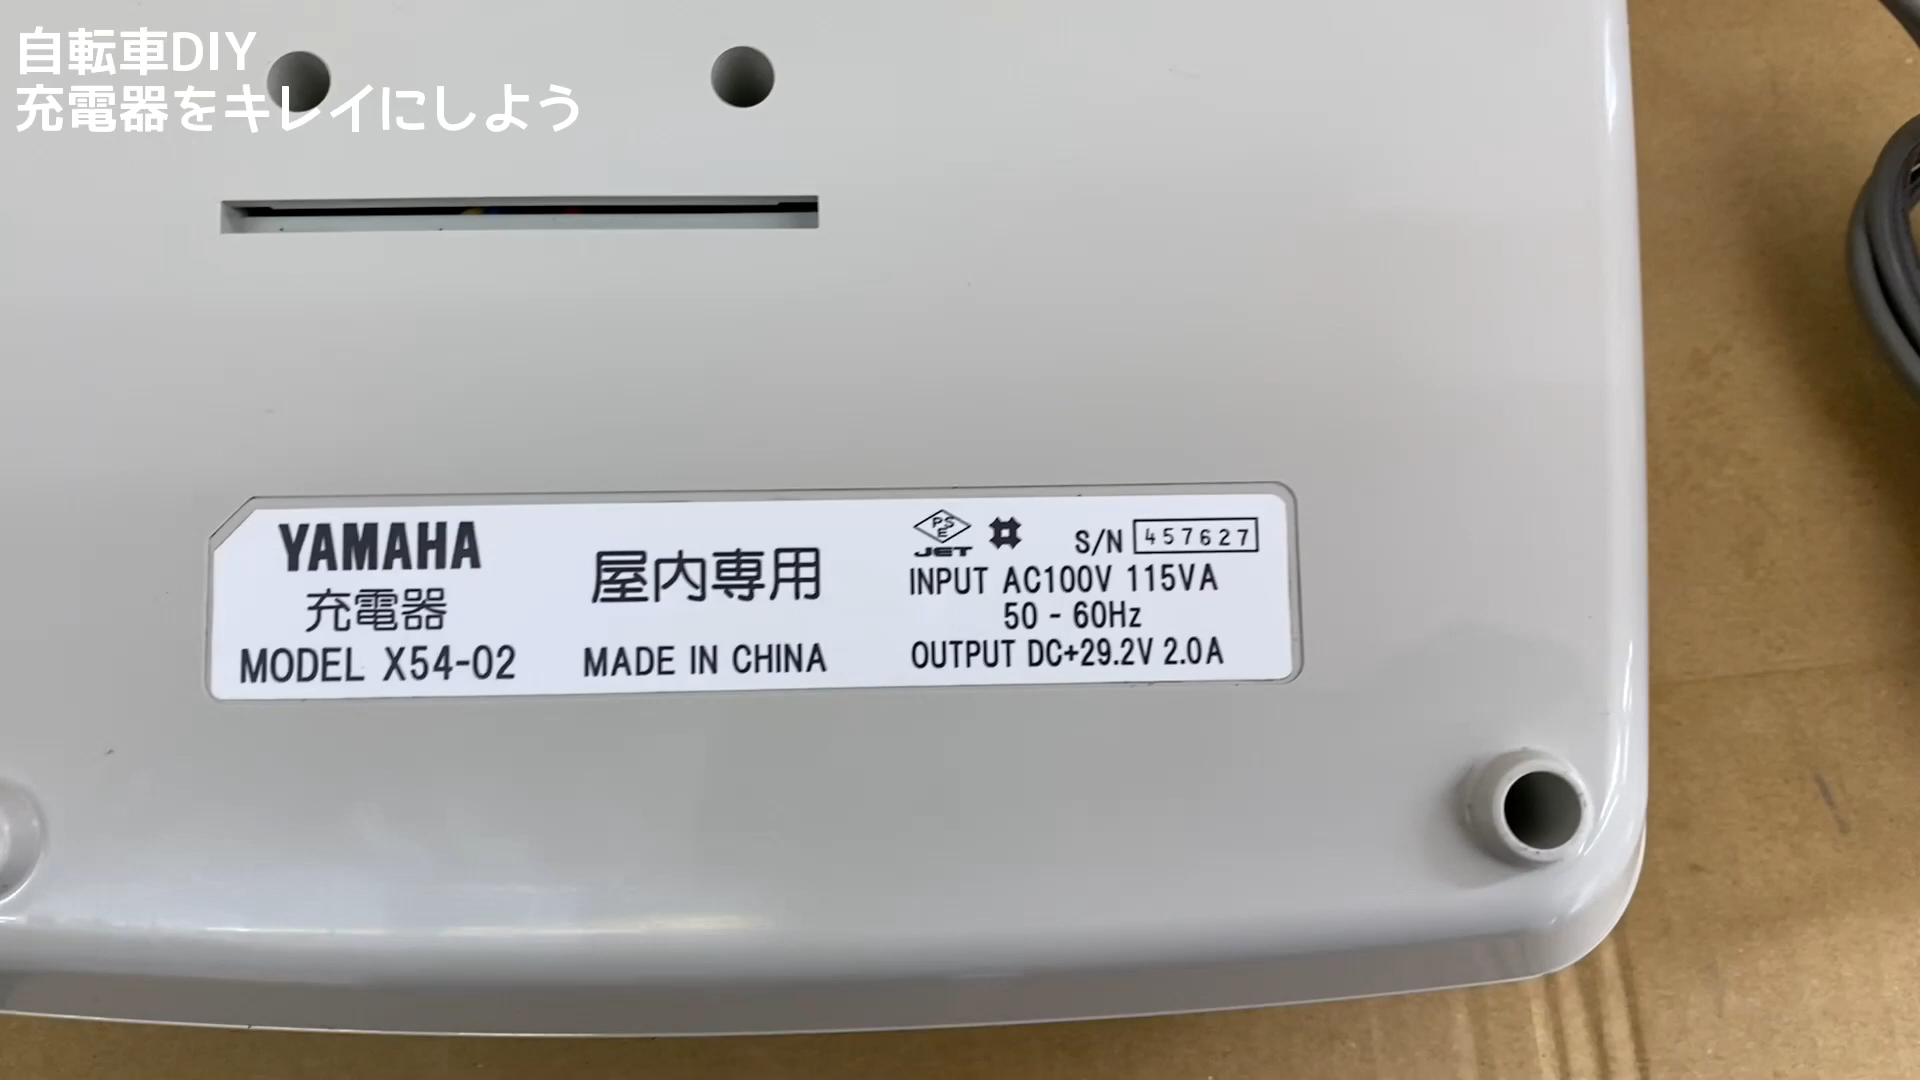 自転車DIY
充電器をキレイにしよう
YAMAHA
充電器
MODEL X54-02
屋内専用
MADE IN CHINA
PSE
JET
S/N 457627
INPUT AC100V 115VA
50 - 60Hz
OUTPUT DC+29.2V 2.0A